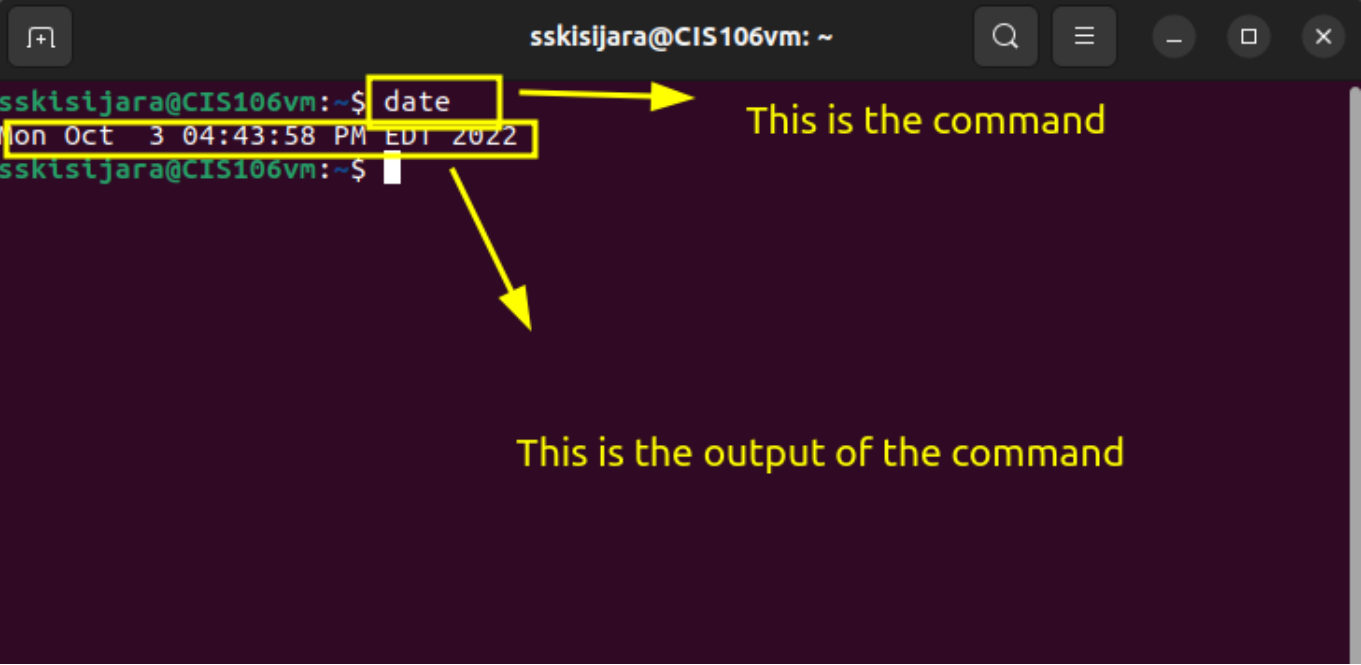 sskisijara@CIS106vm: ~
sskisijara@CIS106vm:~$ date
This is the command
Mon Oct  3 04:43:58 PM EDT 2022
sskisijara@CIS106vm:~$
This is the output of the command